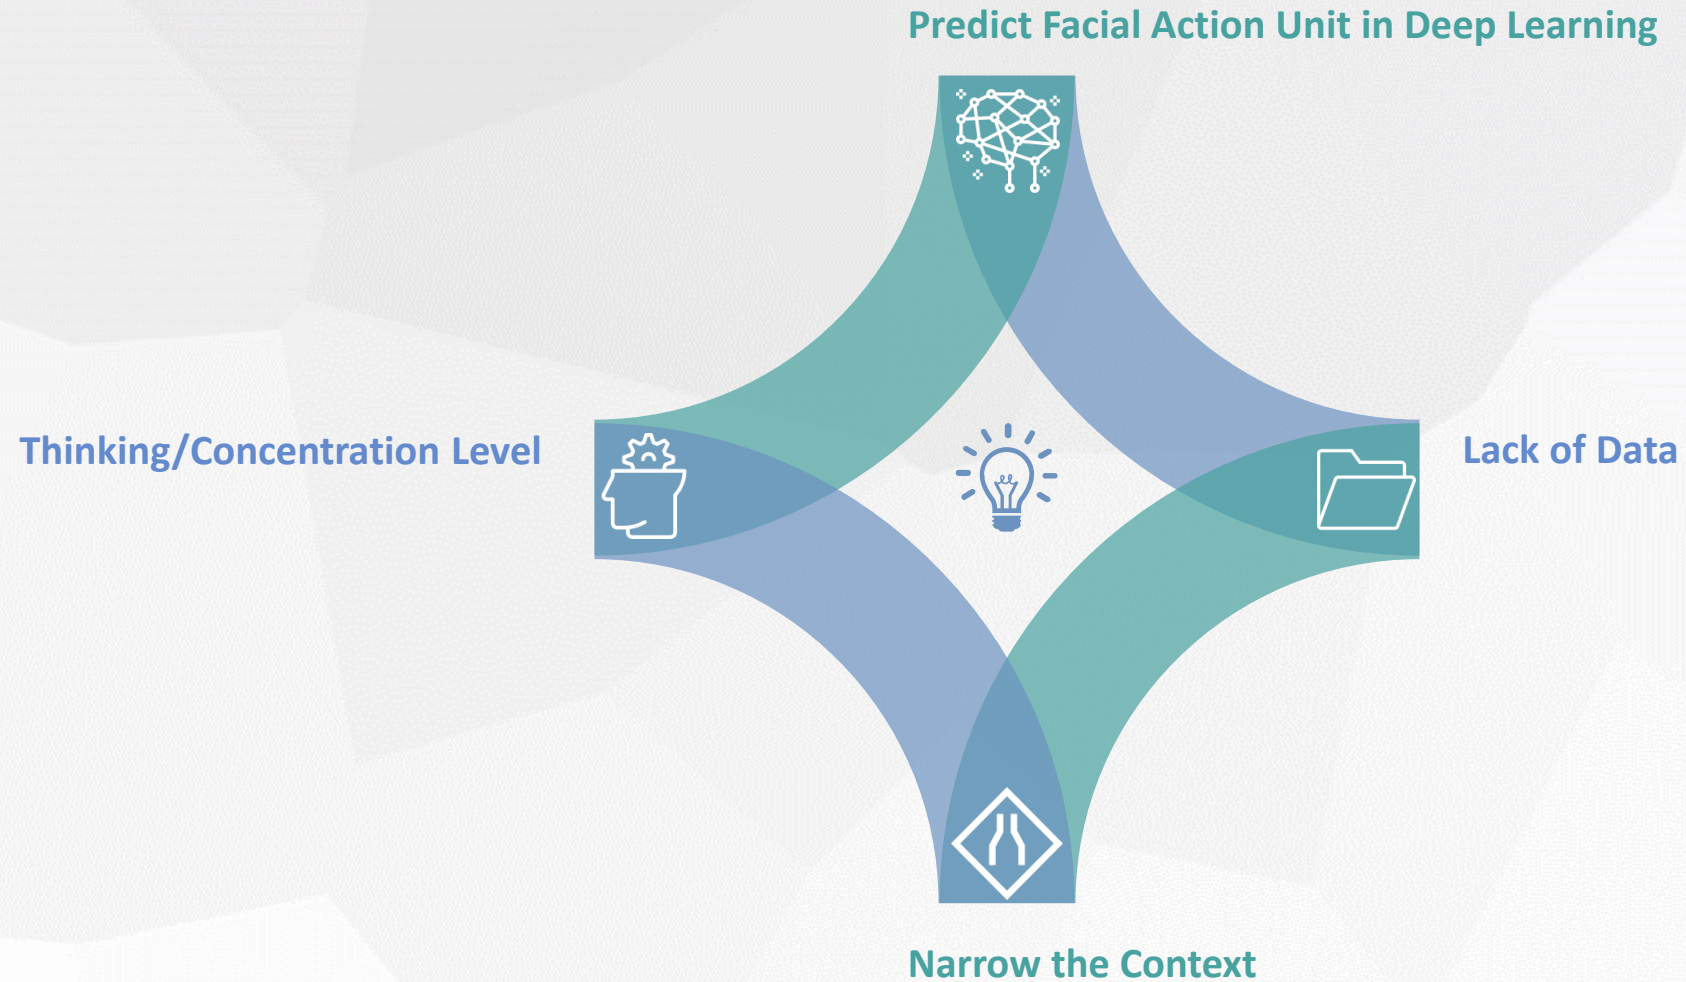 Predict Facial Action Unit in Deep Learning
Thinking/Concentration Level
Lack of Data
Narrow the Context